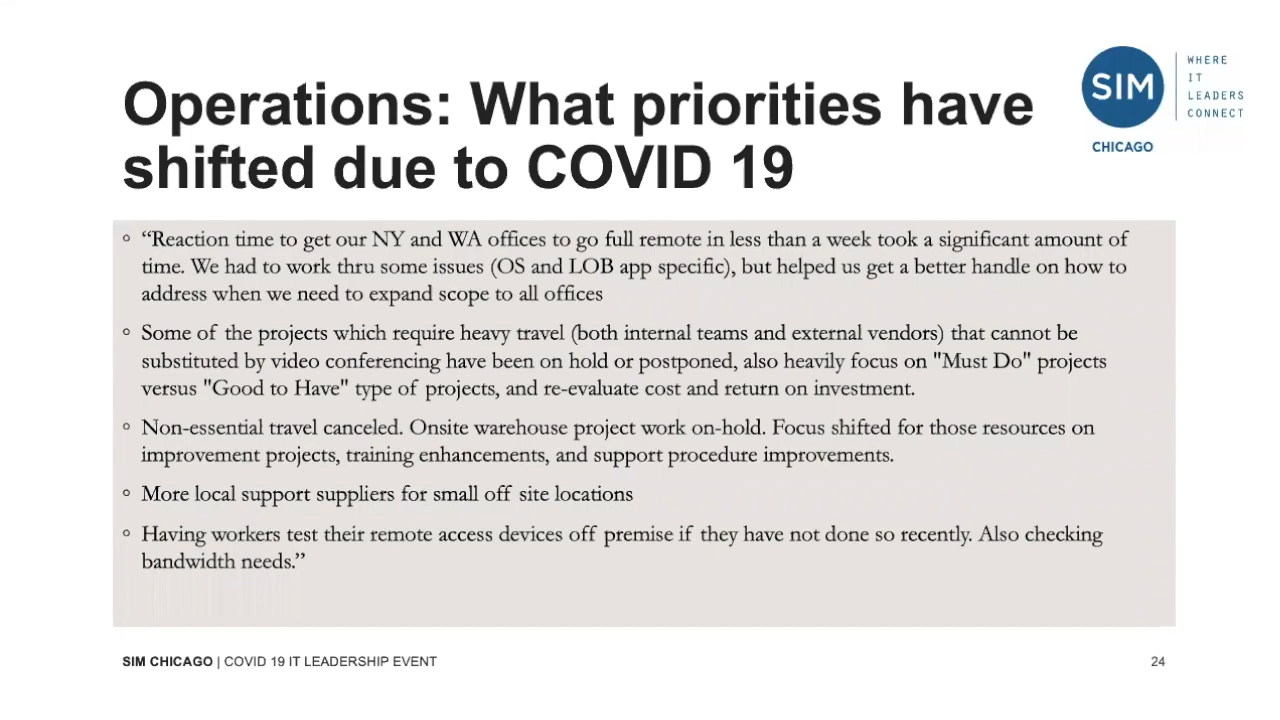 Operations: What priorities have
shifted due to COVID 19
SIM
CHICAGO
WHERE
IT
LEADERS
CONNECT
◦ “Reaction time to get our NY and WA offices to go full remote in less than a week took a significant amount of
time. We had to work thru some issues (OS and LOB app specific), but helped us get a better handle on how to
address when we need to expand scope to all offices
◦ Some of the projects which require heavy travel (both internal teams and external vendors) that cannot be
substituted by video conferencing have been on hold or postponed, also heavily focus on "Must Do" projects
versus "Good to Have" type of projects, and re-evaluate cost and return on investment.
◦ Non-essential travel canceled. Onsite warehouse project work on-hold. Focus shifted for those resources on
improvement projects, training enhancements, and support procedure improvements.
◦ More local support suppliers for small off site locations
◦ Having workers test their remote access devices off premise if they have not done so recently. Also checking
bandwidth needs.”
SIM CHICAGO | COVID 19 IT LEADERSHIP EVENT
24